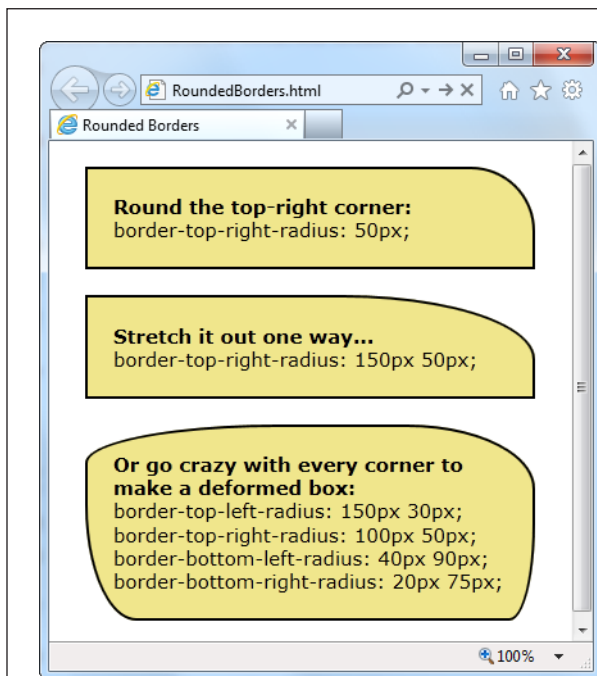 RoundedBorders.html
Rounded Borders
Round the top-right corner:
border-top-right-radius: 50px;
Stretch it out one way...
border-top-right-radius: 150px 50px;
Or go crazy with every corner to
make a deformed box:
border-top-left-radius: 150px 30px;
border-top-right-radius: 100px 50px;
border-bottom-left-radius: 40px 90px;
border-bottom-right-radius: 20px 75px;
100%